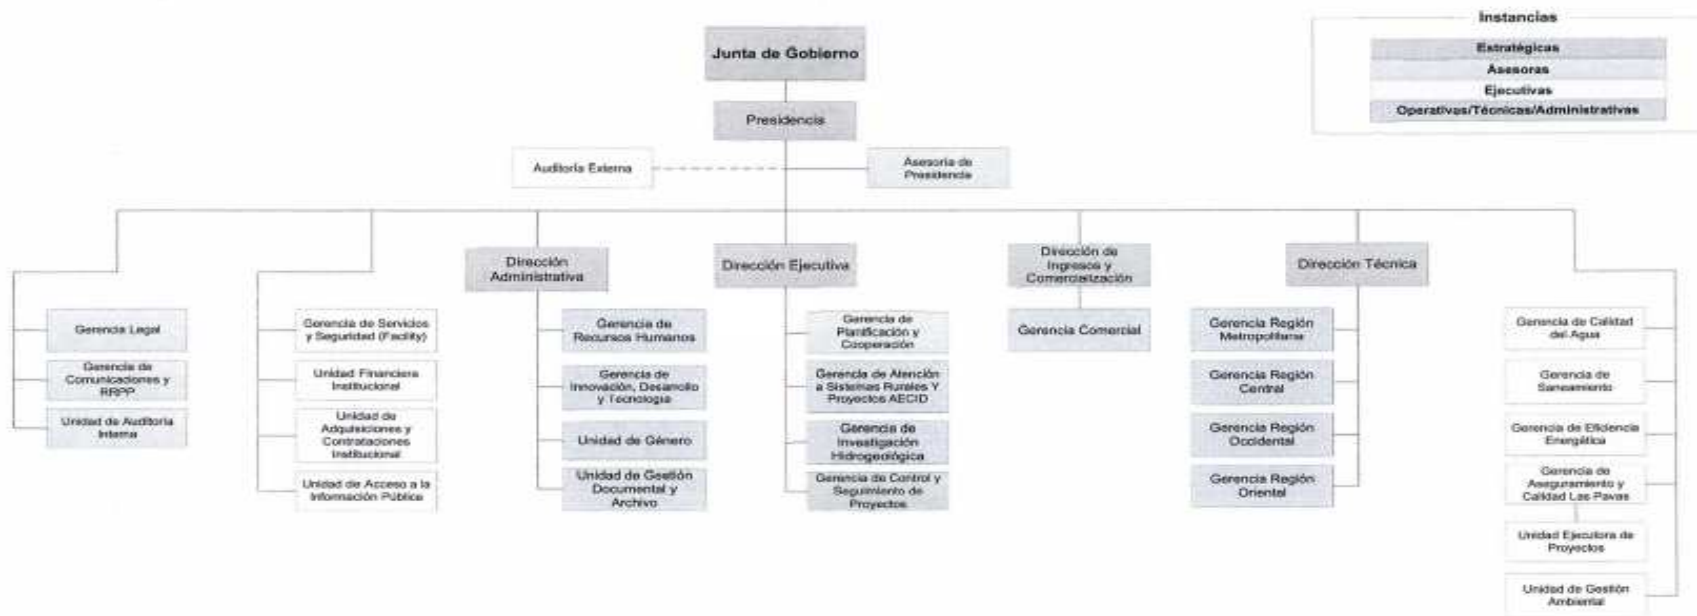 Instancias
Estratégicas
Asesoras
Ejecutivas
Operativas/Técnicas/Administrativas
Junta de Gobierno
Presidencia
Auditoría Externa
Asesoría de
Presidencia
Dirección
Administrativa
Dirección Ejecutiva
Dirección de
Ingresos y
Comercialización
Dirección Técnica
Gerencia Legal
Gerencia de
Comunicaciones y
RRPP
Unidad de Auditoría
Interna
Gerencia de Servicios
y Seguridad (Facility)
Unidad Financiera
Institucional
Unidad de
Adquisiciones y
Contrataciones
Institucional
Unidad de Acceso a la
Información Pública
Gerencia de
Recursos Humanos
Gerencia de
Innovación, Desarrollo
y Tecnología
Unidad de Género
Unidad de Gestión
Documental y
Archivo
Gerencia de
Planificación y
Cooperación
Gerencia de Atención
a Sistemas Rurales Y
Proyectos AECID
Gerencia de
Investigación
Hidrogeológica
Gerencia de Control y
Seguimiento de
Proyectos
Gerencia Comercial
Gerencia Región
Metropolitana
Gerencia Región
Central
Gerencia Región
Occidental
Gerencia Región
Oriental
Gerencia de Calidad
del Agua
Gerencia de
Saneamiento
Gerencia de Eficiencia
Energética
Gerencia de
Aseguramiento y
Calidad Las Pavas
Unidad Ejecutora de
Proyectos
Unidad de Gestión
Ambiental